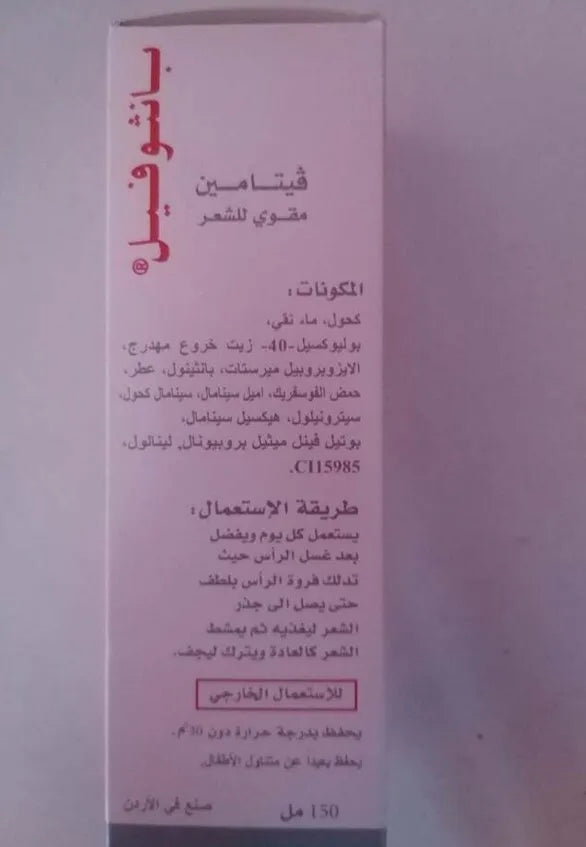 بانثوفيل®
ڤيتامين
مقوي للشعر
المكونات:
كحول، ماء نقي،
بوليوكسيل-40- زيت خروع مهدرج،
الايزوبروبيل ميرستات، بانثينول، عطر،
حمض الفوسفريك، اميل سينامال، سينامال كحول،
سيترونيلول، هيكسيل سينامال،
بوتيل فينل ميثيل بروبيونال, لينالول،
CI15985.
طريقة الإستعمال:
يستعمل كل يوم ويفضل
بعد غسل الرأس حيث
تدلك فروة الرأس بلطف
حتى يصل الى جذر
الشعر ليغذيه ثم يمشط
الشعر كالعادة ويترك ليجف.
للاستعمال الخارجي
يحفظ بدرجة حرارة دون 30°م.
يحفظ بعيدا عن متناول الأطفال.
150 مل
صنع في الأردن